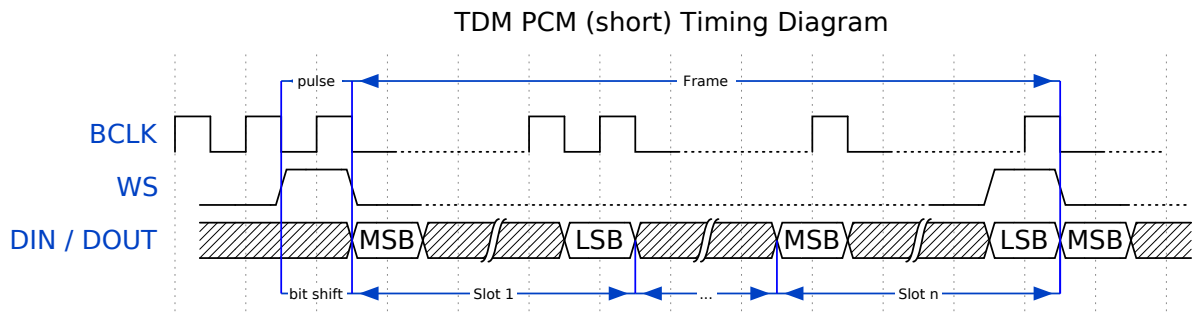 TDM PCM (short) Timing Diagram
pulse
Frame
BCLK
WS
DIN / DOUT
MSB
LSB
MSB
LSB
MSB
bit shift
Slot 1
...
Slot n